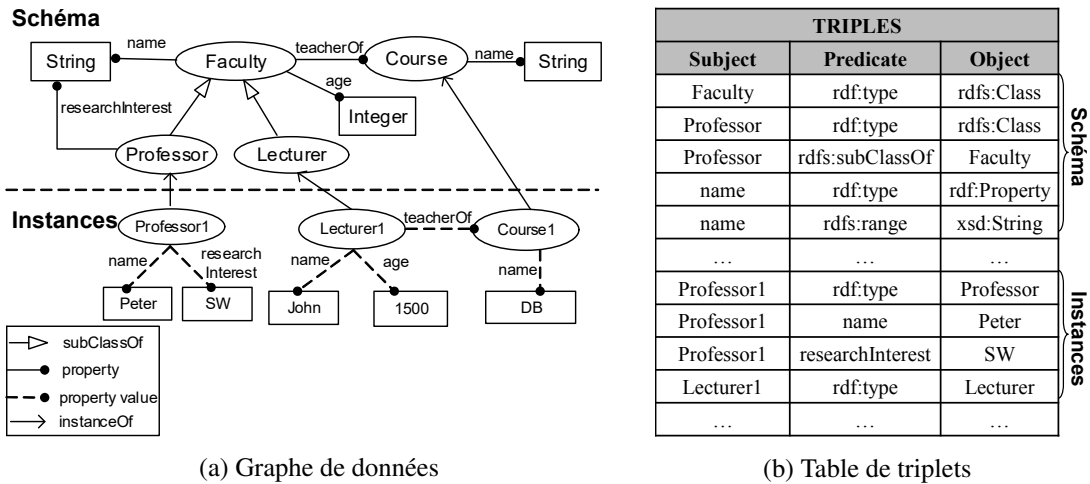 Schéma
String
name
Faculty
teacherOf
Course
name
String
researchInterest
age
Integer
Professor
Lecturer
Instances
Professor1
Lecturer1
teacherOf
Course1
name
research
Interest
name
age
name
Peter
SW
John
1500
DB
subClassOf
property
property value
instanceOf
(a) Graphe de données
TRIPLES
Subject Predicate Object
Faculty rdf:type rdfs:Class
Professor rdf:type rdfs:Class
Professor rdfs:subClassOf Faculty
name rdf:type rdf:Property
name rdfs:range xsd:String
... ... ...
Professor1 rdf:type Professor
Professor1 name Peter
Professor1 researchInterest SW
Lecturer1 rdf:type Lecturer
... ... ...
Schéma
Instances
(b) Table de triplets